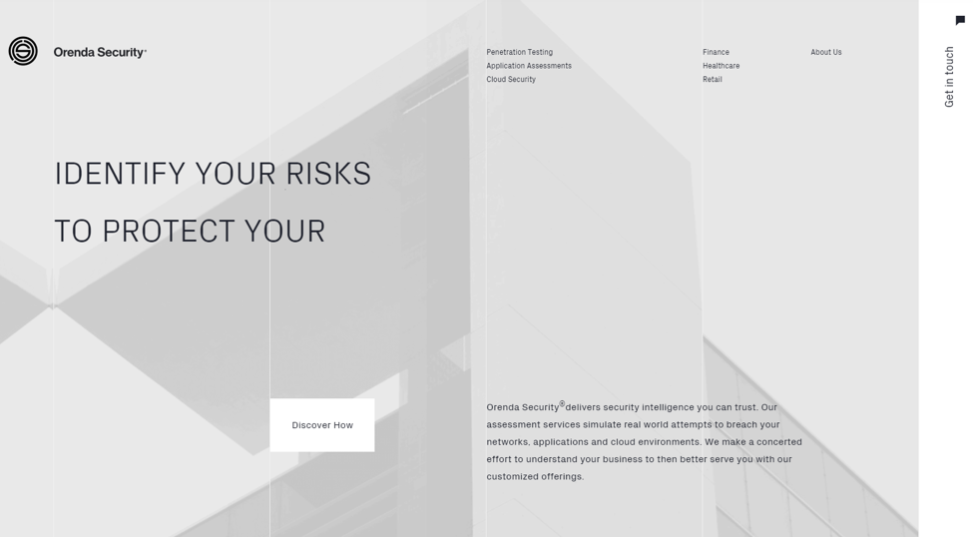 Orenda Security™
Penetration Testing
Application Assessments
Cloud Security
Finance
Healthcare
Retail
About Us
Get in touch
IDENTIFY YOUR RISKS
TO PROTECT YOUR
Discover How
Orenda Security®delivers security intelligence you can trust. Our
assessment services simulate real world attempts to breach your
networks, applications and cloud environments. We make a concerted
effort to understand your business to then better serve you with our
customized offerings.